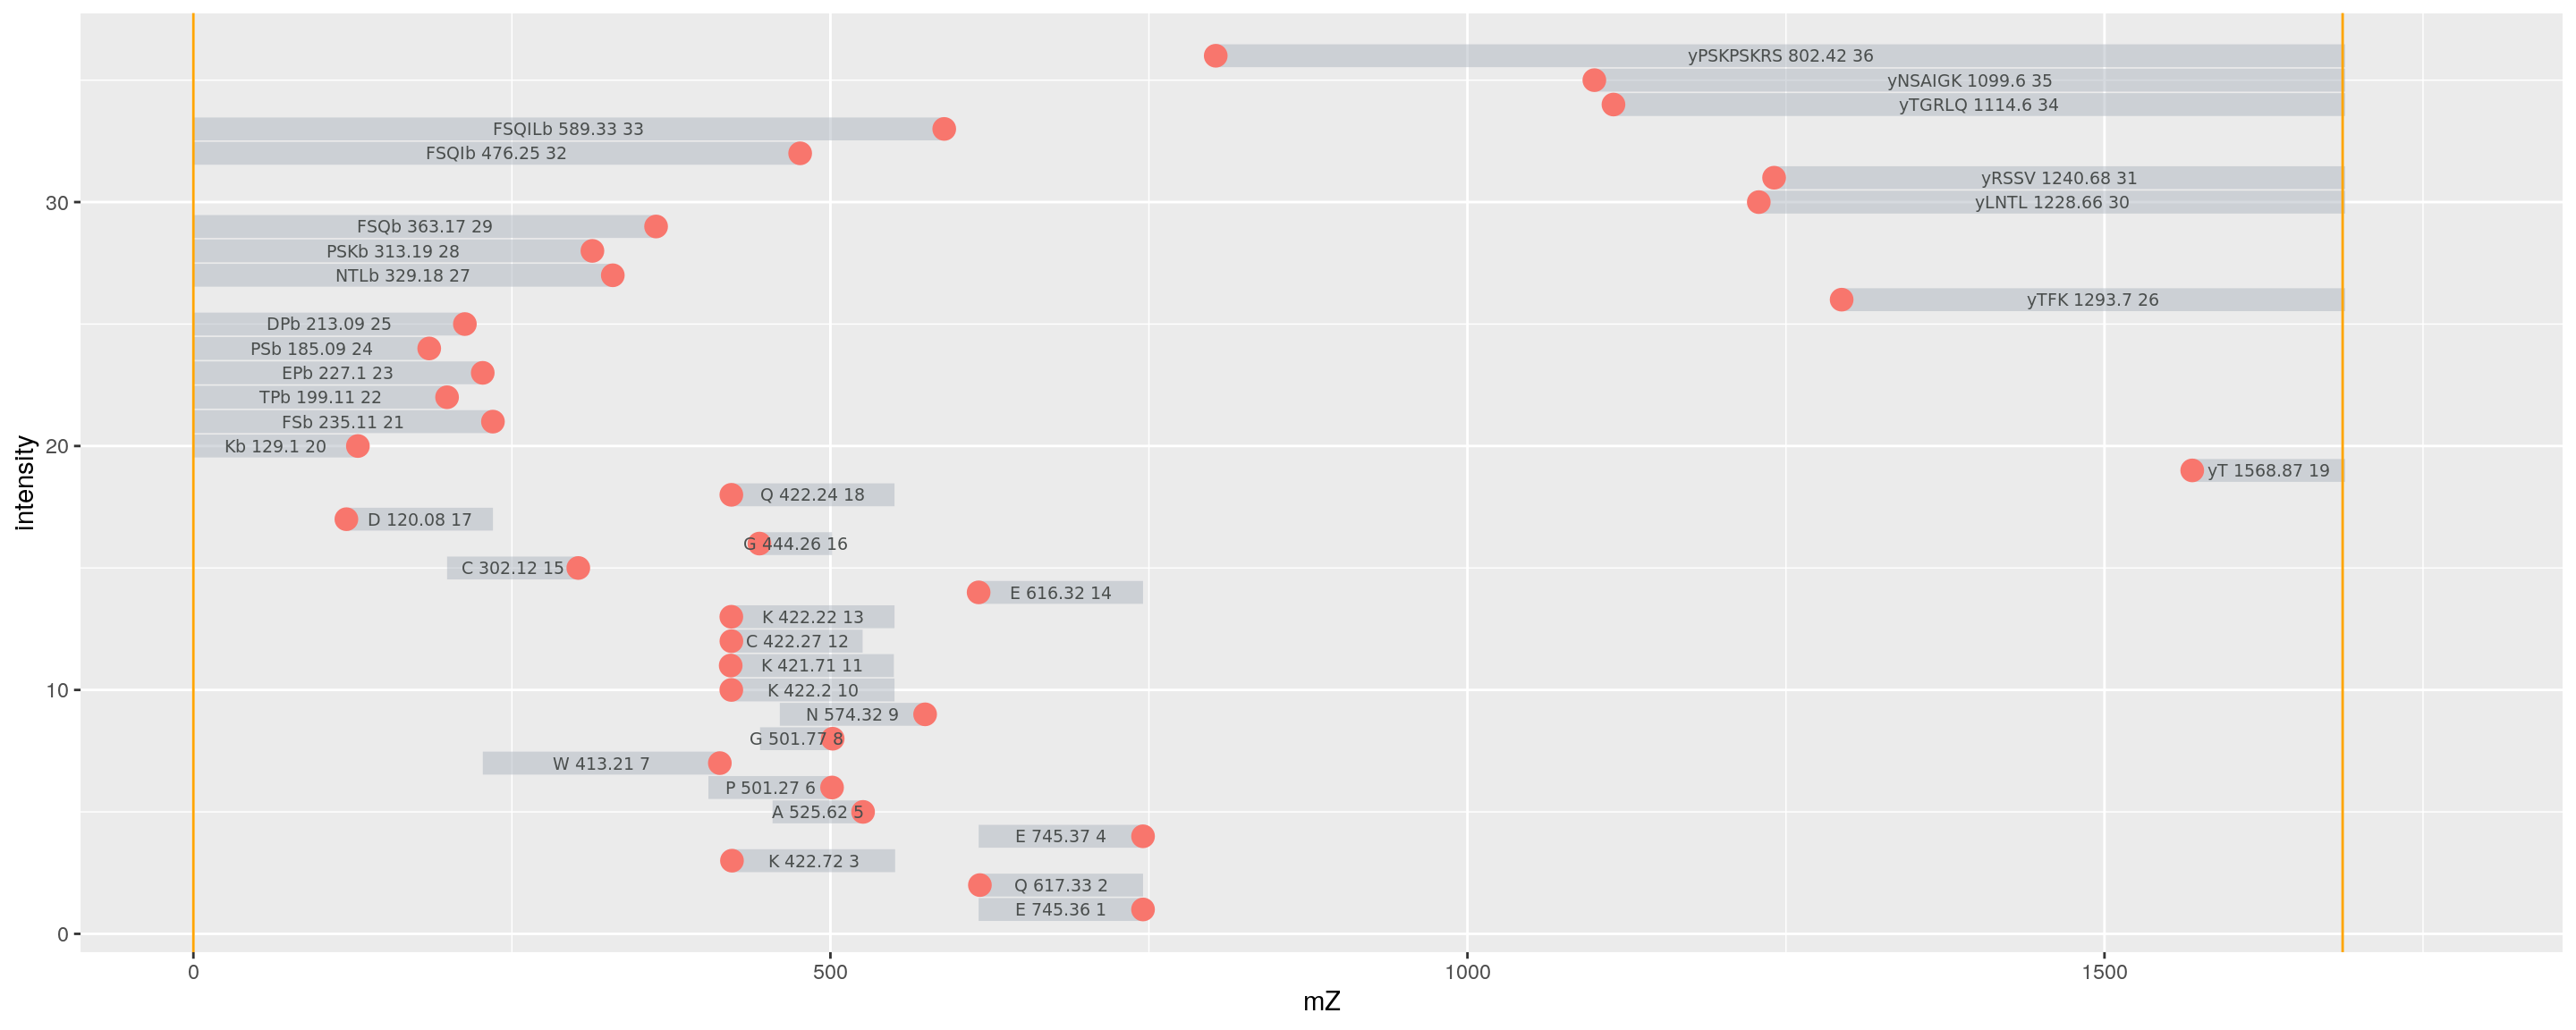 yPSKPSKRS 802.42 36
yNSAIGK 1099.6 35
yTGRLQ 1114.6 34
FSQILb 589.33 33
FSQIb 476.25 32
yRSSV 1240.68 31
30
yLNTL 1228.66 30
FSQb 363.17 29
PSKb 313.19 28
NTLb 329.18 27
yTFK 1293.7 26
DPb 213.09 25
PSb 185.09 24
EPb 227.1 23
TPb 199.11 22
FSb 235.11 21
20
Kb 129.1 20
yT 1568.87 19
Q 422.24 18
D 120.08 17
G 444.26 16
C 302.12 15
E 616.32 14
K 422.22 13
C 422.27 12
K 421.71 11
10
K 422.2 10
N 574.32 9
G 501.77 8
W 413.21 7
P 501.27 6
A 525.62 5
E 745.37 4
K 422.72 3
Q 617.33 2
E 745.36 1
0
intensity
0 500 1000 1500
mZ